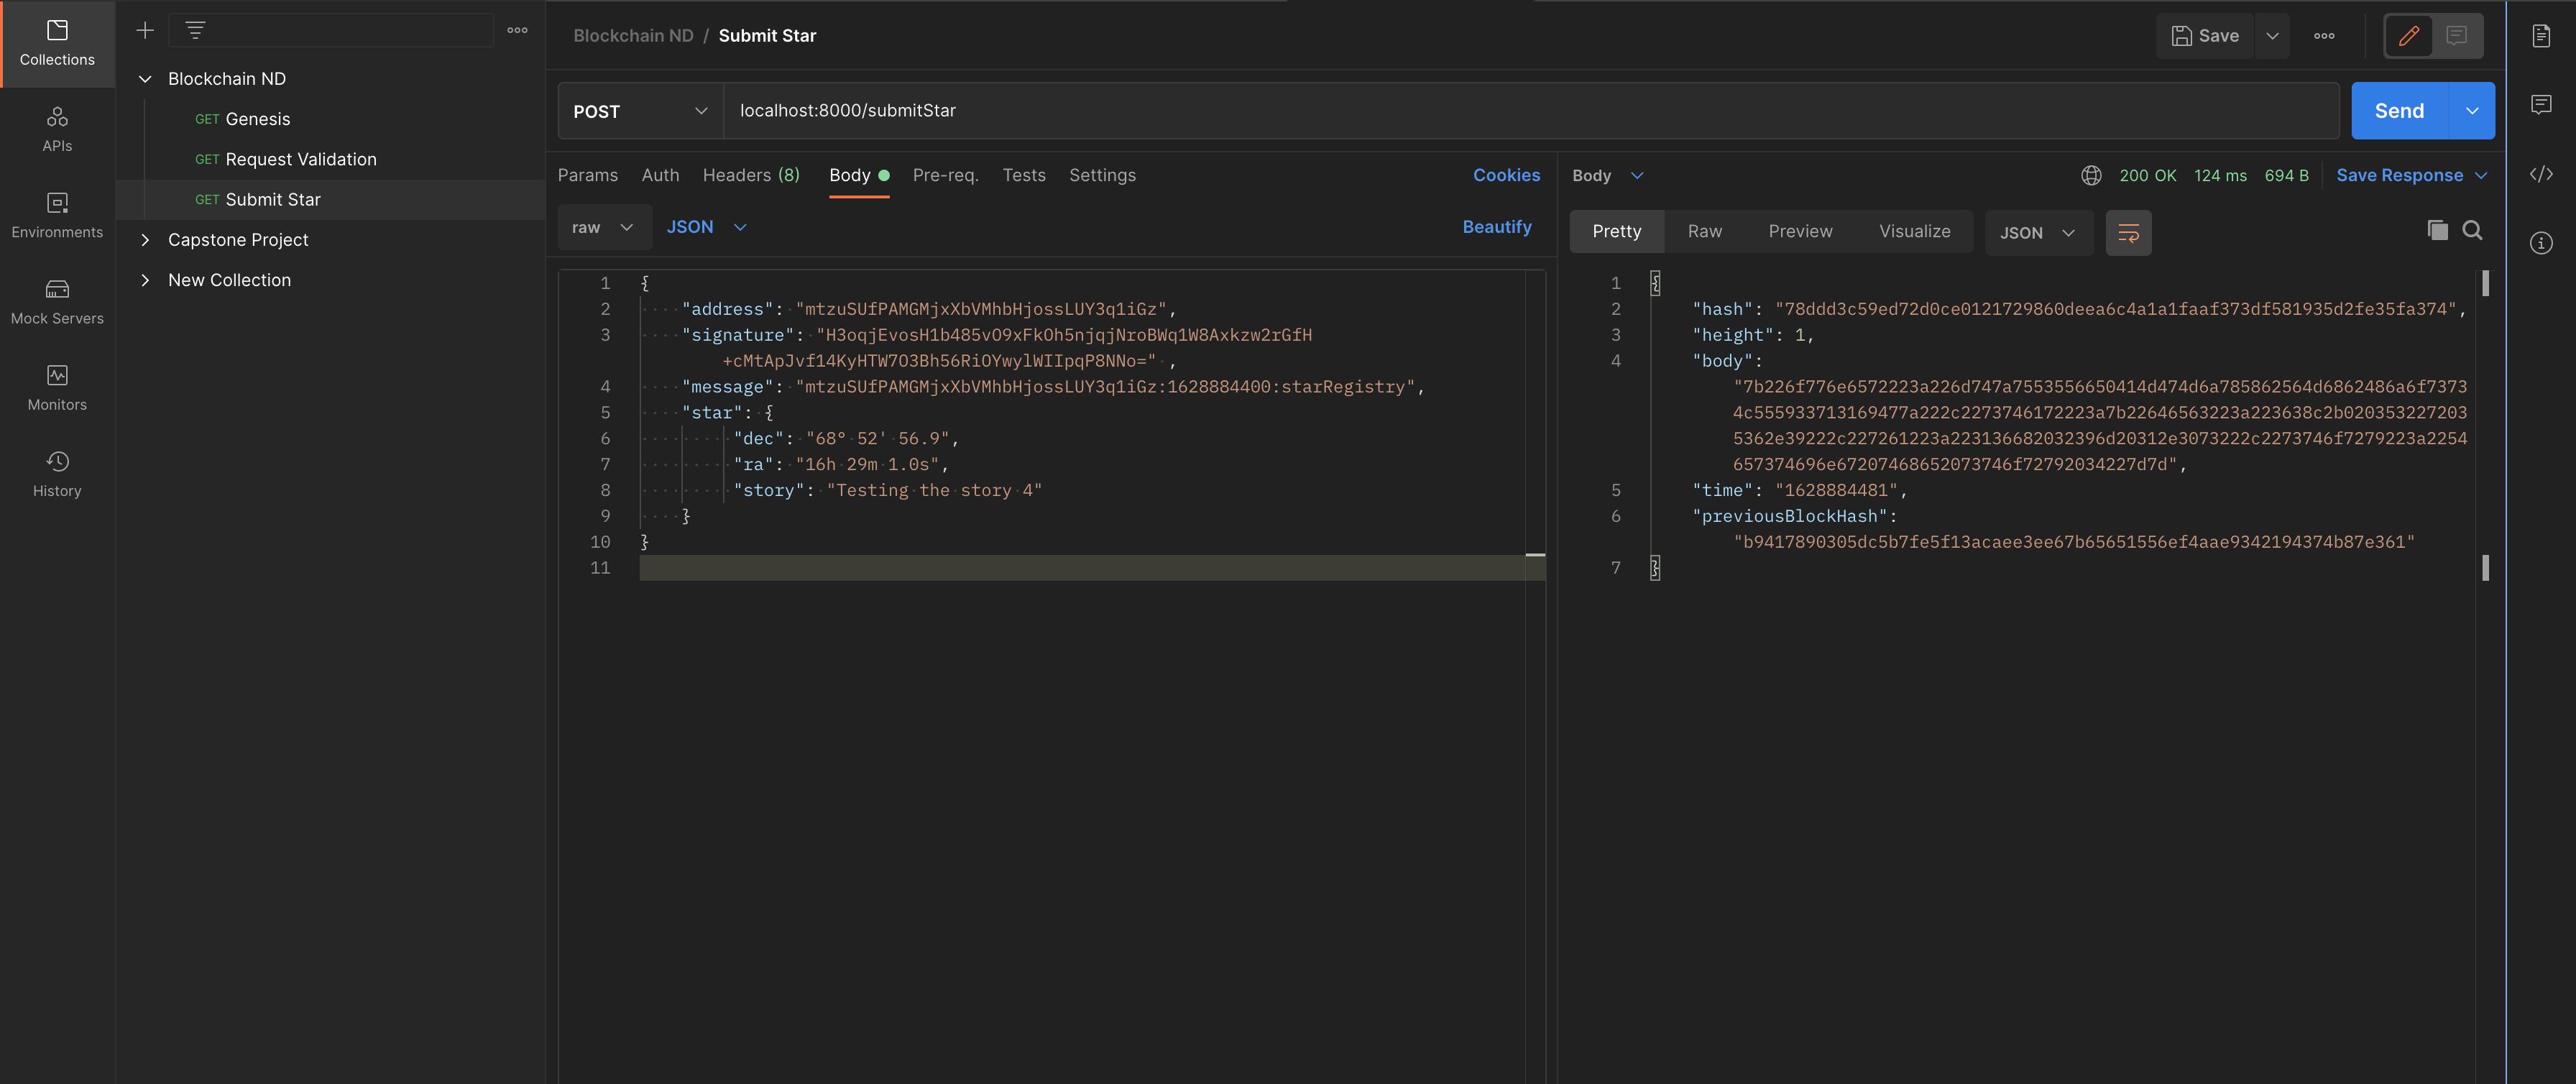 Collections
APIs
Environments
Mock Servers
Monitors
History
Blockchain ND
GET Genesis
GET Request Validation
GET Submit Star
Capstone Project
New Collection
Blockchain ND / Submit Star
Save
POST
localhost:8000/submitStar
Send
Params Auth Headers (8) Body Pre-req. Tests Settings
Cookies
raw JSON
Beautify
1 {
2 "address": "mtzuSUfPAMGMjxXbVMhbHjossLUY3q1iGz",
3 "signature": "H3oqjEvosH1b485vO9xFkOh5njqjNroBWq1W8Axkzw2rGfH
+cMtApJvf14KyHTW7O3Bh56RiOYwylWIIpqP8NNo=" ,
4 "message": "mtzuSUfPAMGMjxXbVMhbHjossLUY3q1iGz:1628884400:starRegistry",
5 "star": {
6 "dec": "68° 52' 56.9",
7 "ra": "16h 29m 1.0s",
8 "story": "Testing the story 4"
9 }
10 }
11
Body
200 OK 124 ms 694 B
Save Response
Pretty Raw Preview Visualize
JSON
1 {
2 "hash": "78ddd3c59ed72d0ce0121729860deea6c4a1a1faaf373df581935d2fe35fa374",
3 "height": 1,
4 "body":
"7b226f776e6572223a226d747a7553556650414d474d6a785862564d6862486a6f7373
4c555933713169477a222c2273746172223a7b22646563223a223638c2b020353227203
5362e39222c227261223a223136682032396d20312e3073222c2273746f7279223a2254
657374696e67207468652073746f72792034227d7d",
5 "time": "1628884481",
6 "previousBlockHash":
"b9417890305dc5b7fe5f13acaee3ee67b65651556ef4aae9342194374b87e361"
7 }